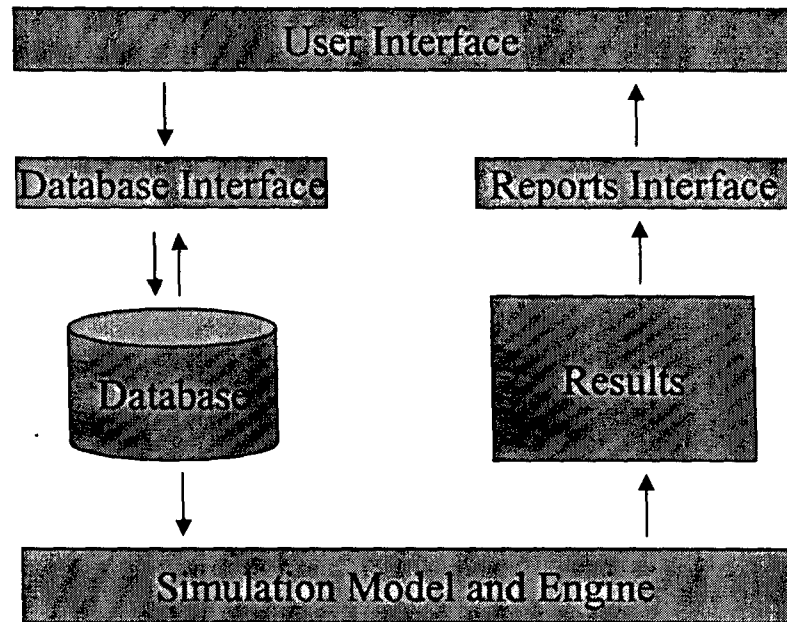 User Interface
Database Interface
Reports Interface
Database
Results
Simulation Model and Engine